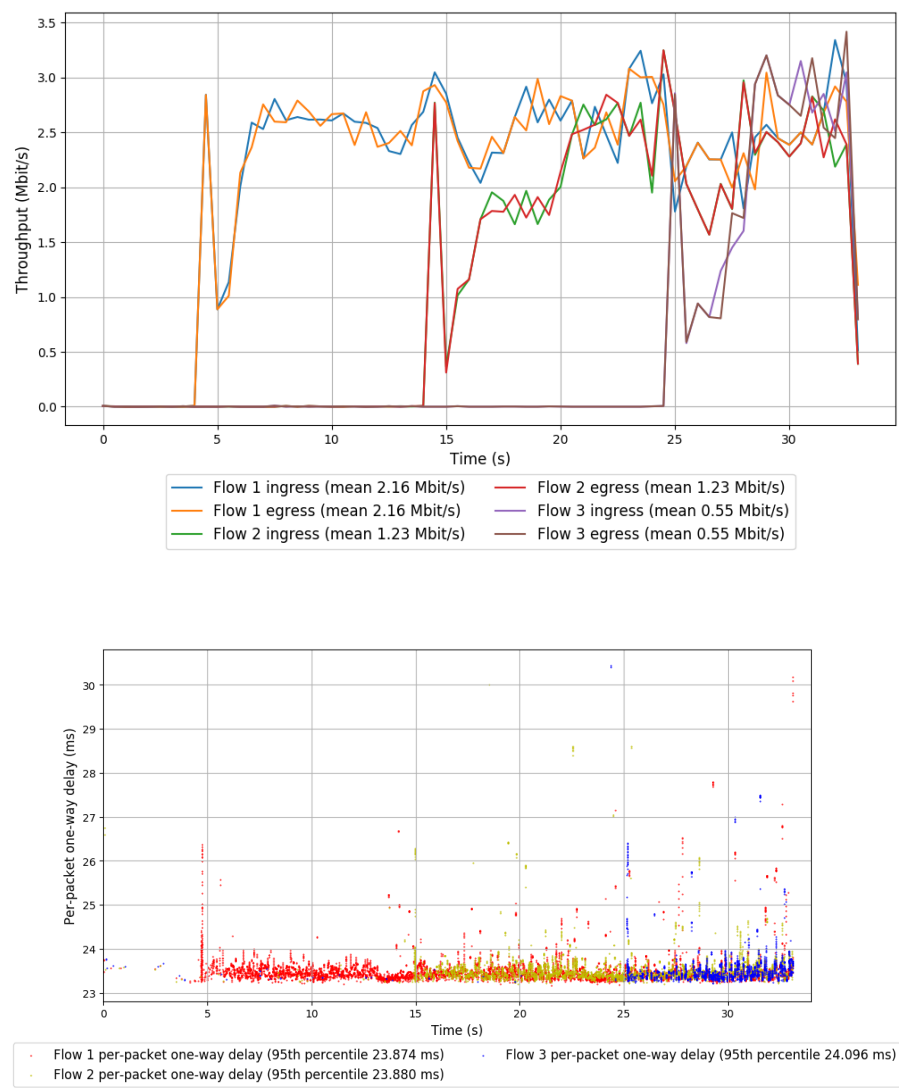 3.5
3.0
2.5
2.0
1.5
1.0
0.5
0.0
Throughput (Mbit/s)
0 5 10 15 20 25 30
Time (s)
Flow 1 ingress (mean 2.16 Mbit/s) Flow 2 egress (mean 1.23 Mbit/s)
Flow 1 egress (mean 2.16 Mbit/s) Flow 3 ingress (mean 0.55 Mbit/s)
Flow 2 ingress (mean 1.23 Mbit/s) Flow 3 egress (mean 0.55 Mbit/s)
30
29
28
27
26
25
24
23
Per-packet one-way delay (ms)
0 5 10 15 20 25 30
Time (s)
Flow 1 per-packet one-way delay (95th percentile 23.874 ms) Flow 3 per-packet one-way delay (95th percentile 24.096 ms)
Flow 2 per-packet one-way delay (95th percentile 23.880 ms)